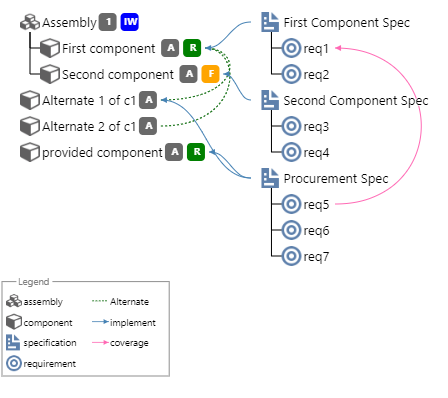 Assembly 1 IW
First component A R
Second component A F
Alternate 1 of c1 A
Alternate 2 of c1 A
provided component A R
First Component Spec
req1
req2
Second Component Spec
req3
req4
Procurement Spec
req5
req6
req7
Legend
assembly
Alternate
component
implement
specification
coverage
requirement